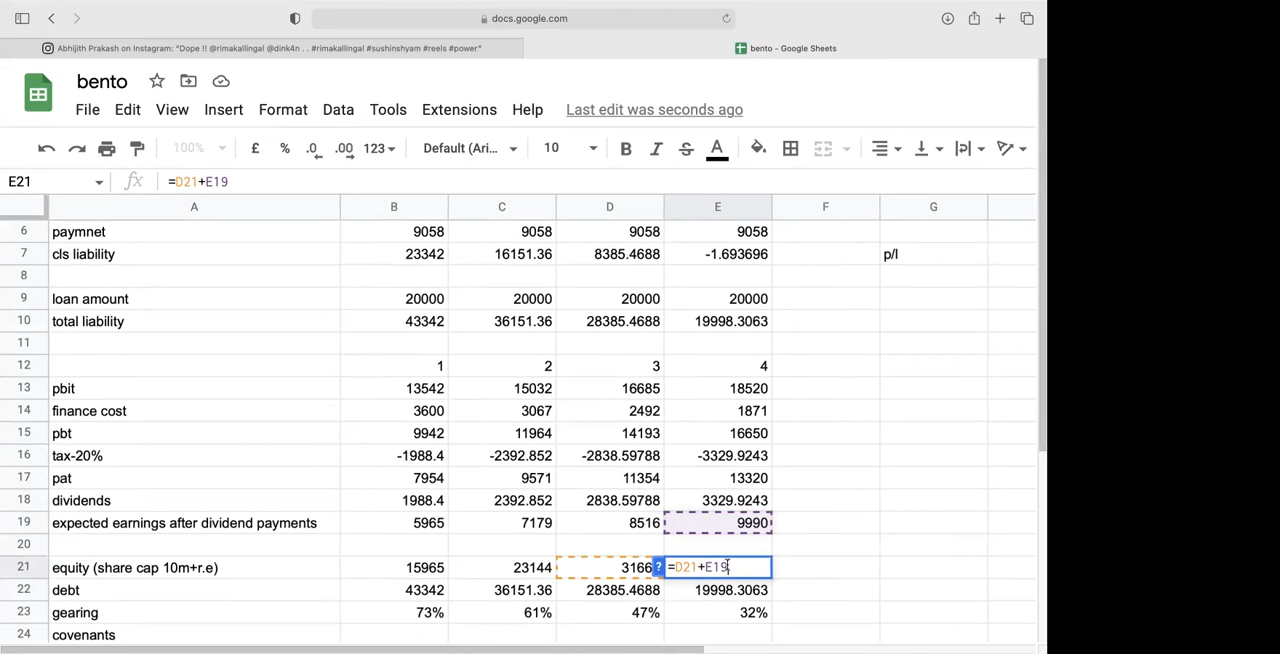 docs.google.com
Abhijith Prakash on Instagram: "Dope !! @rimakallingal @dink4n . . #rimakallingal #sushinshyam #reels #power"
bento - Google Sheets
bento
File Edit View Insert Format Data Tools Extensions Help Last edit was seconds ago
100% £ % .0 .00 123 Default (Ari... 10 B I S A
E21 fx =D21+E19
A B C D E F G
6 paymnet 9058 9058 9058 9058
7 cls liability 23342 16151.36 8385.4688 -1.693696 p/l
8
9 loan amount 20000 20000 20000 20000
10 total liability 43342 36151.36 28385.4688 19998.3063
11
12 1 2 3 4
13 pbit 13542 15032 16685 18520
14 finance cost 3600 3067 2492 1871
15 pbt 9942 11964 14193 16650
16 tax-20% -1988.4 -2392.852 -2838.59788 -3329.9243
17 pat 7954 9571 11354 13320
18 dividends 1988.4 2392.852 2838.59788 3329.9243
19 expected earnings after dividend payments 5965 7179 8516 9990
20
21 equity (share cap 10m+r.e) 15965 23144 3166 ? =D21+E19
22 debt 43342 36151.36 28385.4688 19998.3063
23 gearing 73% 61% 47% 32%
24 covenants